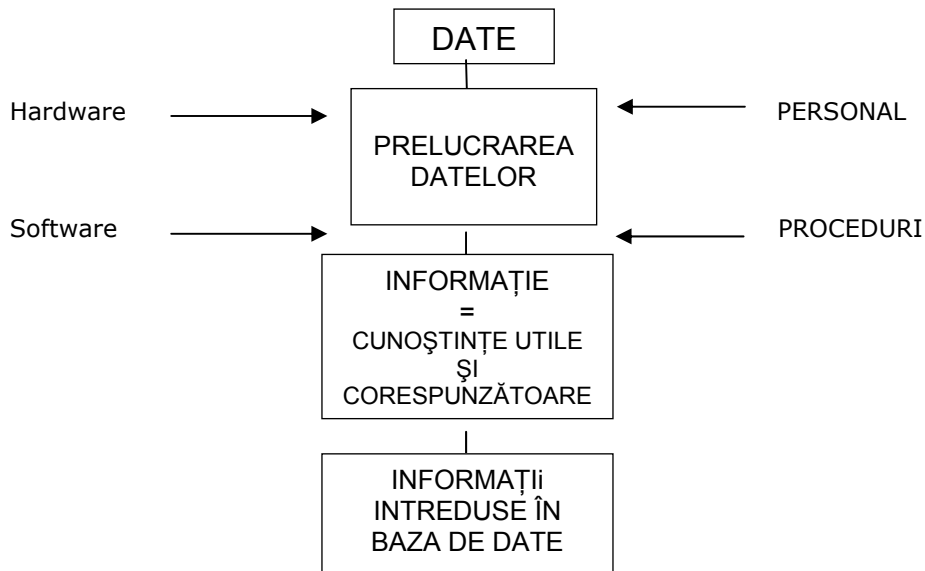 DATE
Hardware
PERSONAL
PRELUCRAREA
DATELOR
Software
PROCEDURI
INFORMAȚIE
=
CUNOŞTINȚE UTILE
ŞI
CORESPUNZĂTOARE
INFORMAȚIi
INTREDUSE ÎN
BAZA DE DATE